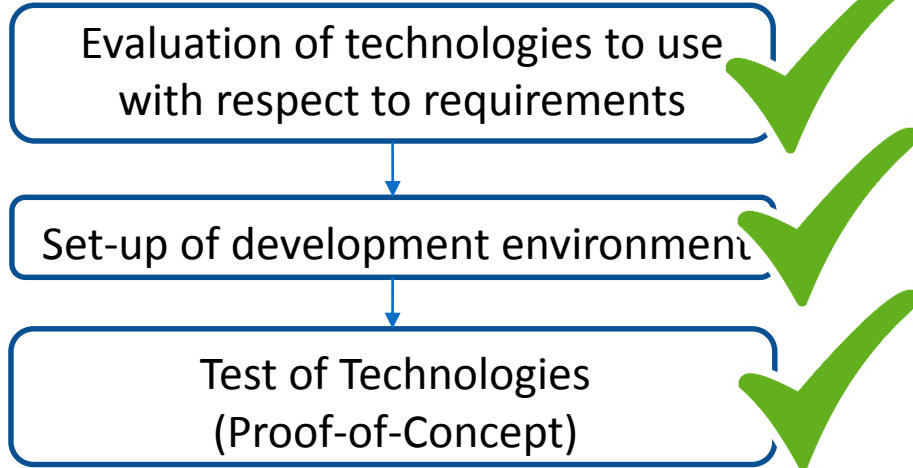 Evaluation of technologies to use
with respect to requirements
Set-up of development environment
Test of Technologies
(Proof-of-Concept)